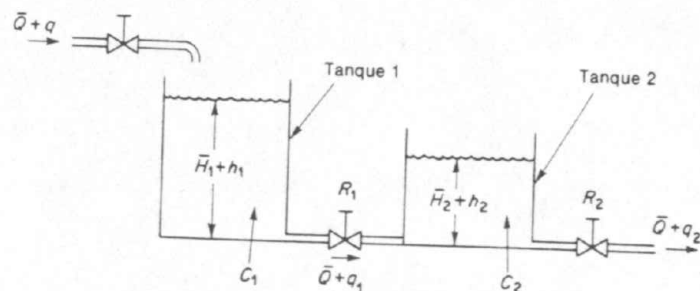 Q̄ + q
Tanque 1
Tanque 2
H̄₁ + h₁
R₁
H̄₂ + h₂
R₂
Q̄ + q₂
C₁
Q̄ + q₁
C₂